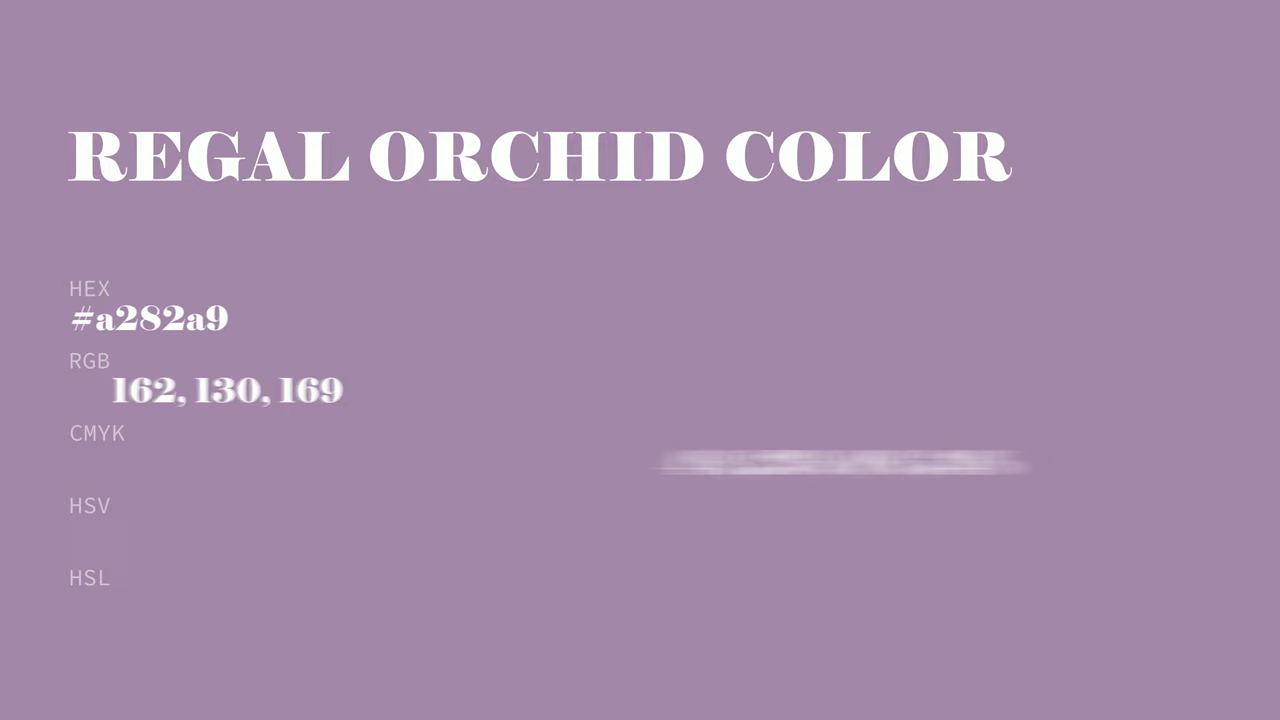 REGAL ORCHID COLOR
HEX
#a282a9
RGB
162, 130, 169
CMYK
HSV
HSL